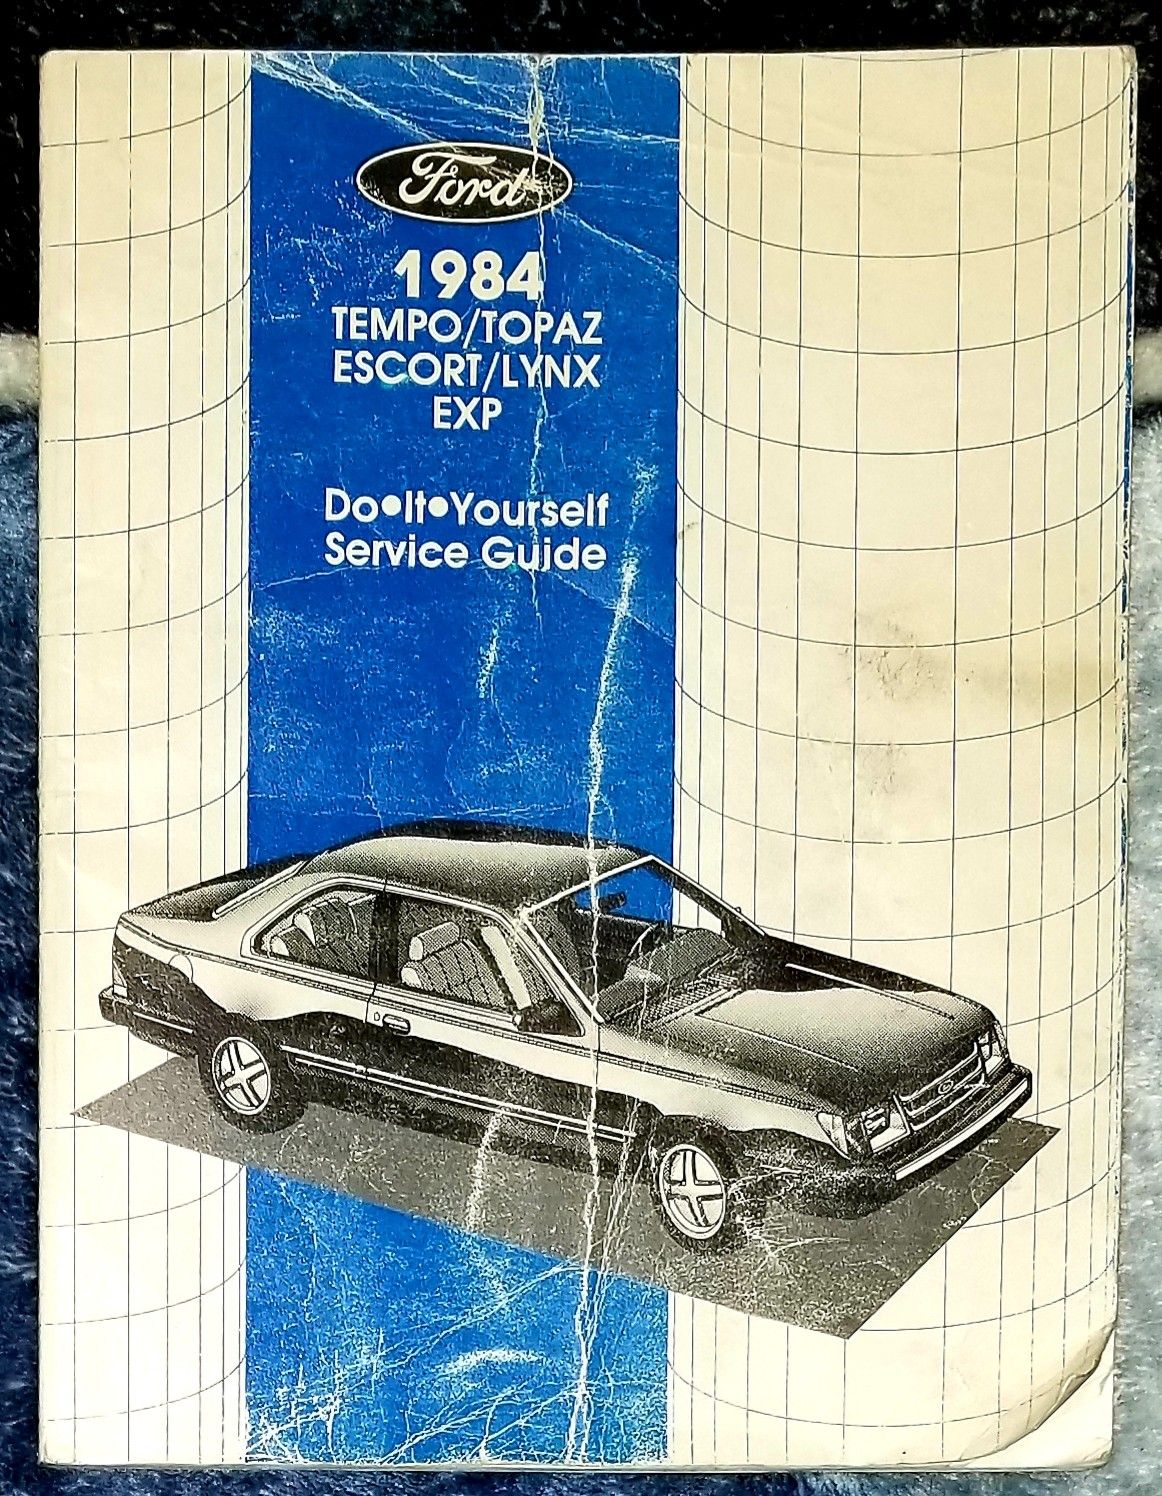 Ford
1984
TEMPO/TOPAZ
ESCORT/LYNX
EXP
Do•It•Yourself
Service Guide